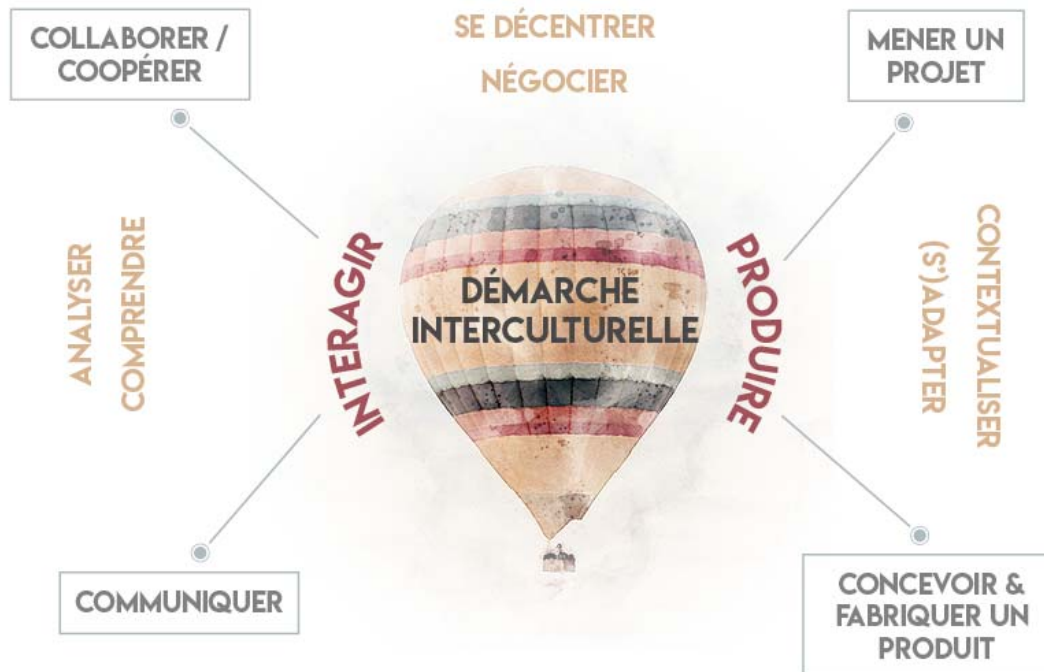 COLLABORER /
COOPÉRER
SE DÉCENTRER
NÉGOCIER
MENER UN
PROJET
ANALYSER
COMPRENDRE
INTERAGIR
DÉMARCHE
INTERCULTURELLE
PRODUIRE
CONTEXTUALISER
(S')ADAPTER
COMMUNIQUER
CONCEVOIR &
FABRIQUER UN
PRODUIT